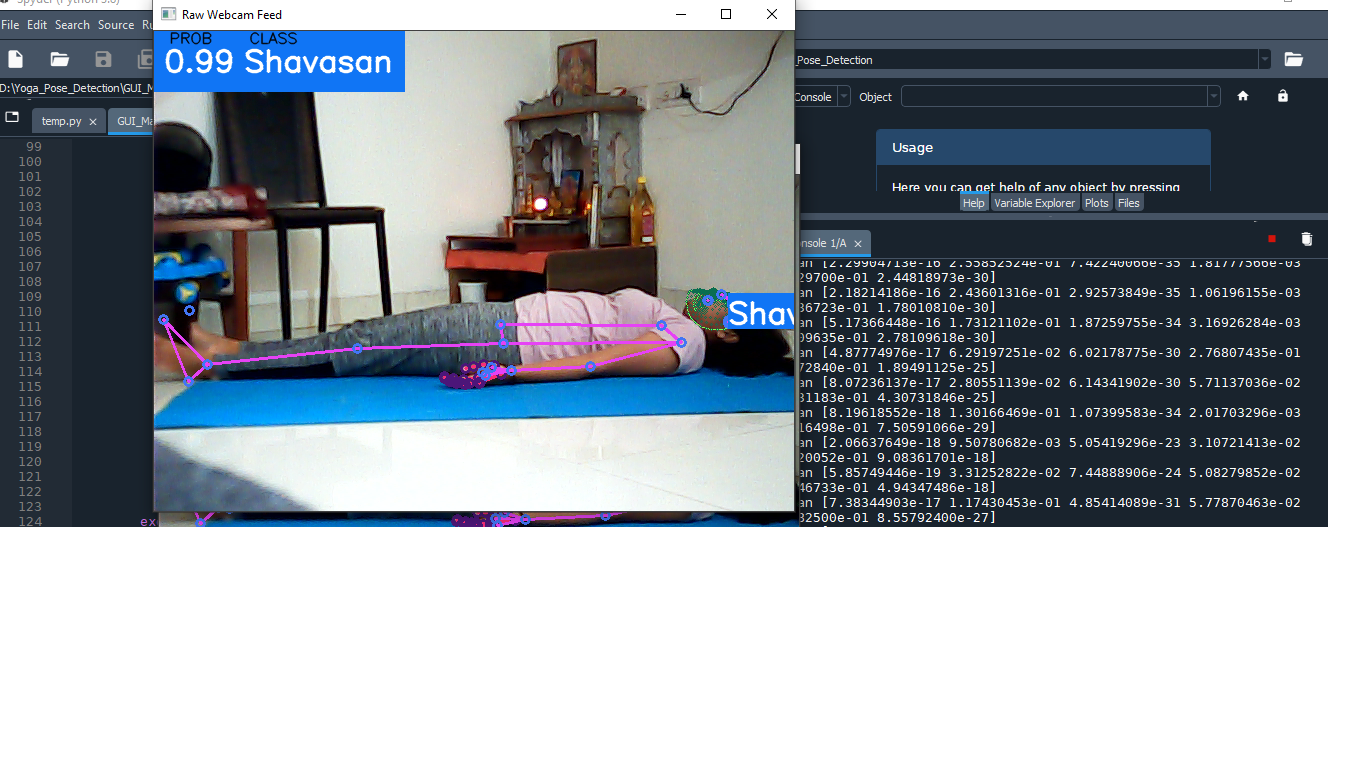 Spyder (Python 3.6)
File Edit Search Source Ru
Raw Webcam Feed
PROB CLASS
0.99 Shavasan
Shav
D:\Yoga_Pose_Detection\GUI_M
temp.py
GUI_Ma
99
100
101
102
103
104
105
106
107
108
109
110
111
112
113
114
115
116
117
118
119
120
121
122
123
124 ex
_Pose_Detection
Console Object
Usage
Here you can get help of any object by pressing
Help Variable Explorer Plots Files
onsole 1/A
an [2.29904713e-16 2.55852524e-01 7.42240066e-35 1.81777566e-03
29700e-01 2.44818973e-30]
an [2.18214186e-16 2.43601316e-01 2.92573849e-35 1.06196155e-03
36723e-01 1.78010810e-30]
an [5.17366448e-16 1.73121102e-01 1.87259755e-34 3.16926284e-03
09635e-01 2.78109618e-30]
an [4.87774976e-17 6.29197251e-02 6.02178775e-30 2.76807435e-01
72840e-01 1.89491125e-25]
an [8.07236137e-17 2.80551139e-02 6.14341902e-30 5.71137036e-02
31183e-01 4.30731846e-25]
an [8.19618552e-18 1.30166469e-01 1.07399583e-34 2.01703296e-03
16498e-01 7.50591066e-29]
an [2.06637649e-18 9.50780682e-03 5.05419296e-23 3.10721413e-02
20052e-01 9.08361701e-18]
an [5.85749446e-19 3.31252822e-02 7.44888906e-24 5.08279852e-02
46733e-01 4.94347486e-18]
an [7.38344903e-17 1.17430453e-01 4.85414089e-31 5.77870463e-02
32500e-01 8.55792400e-27]